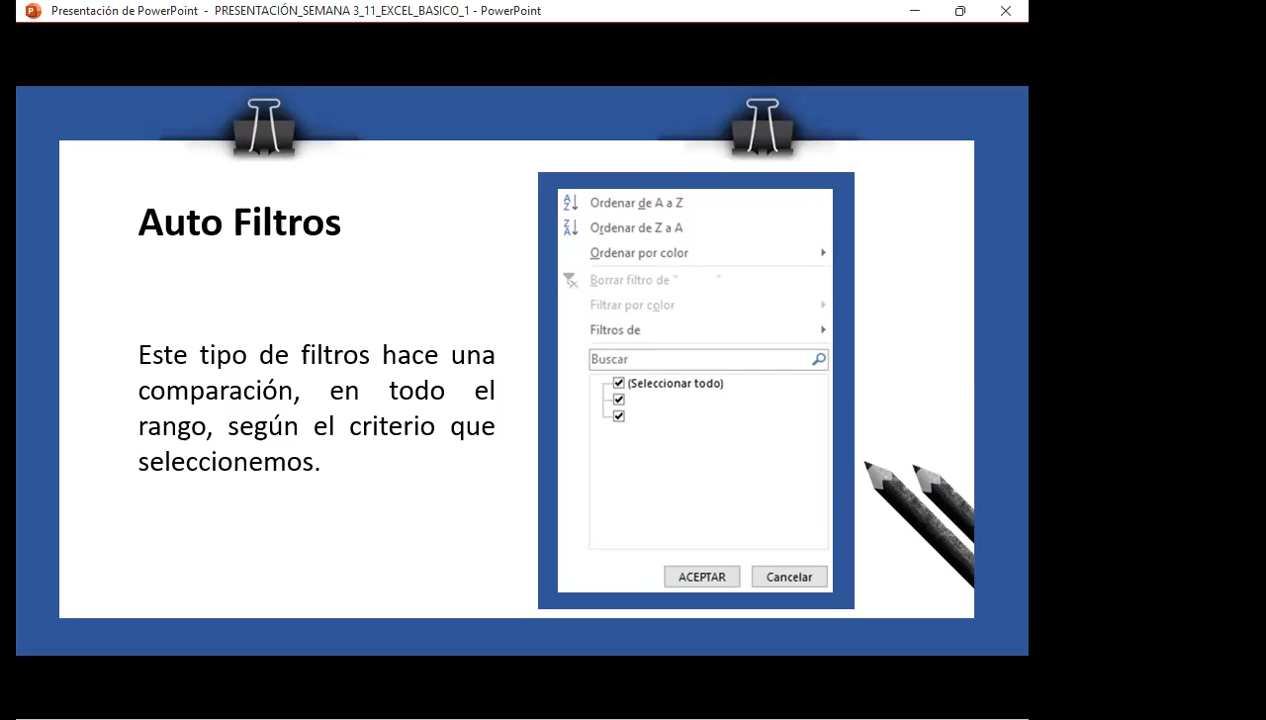 Presentación de PowerPoint - PRESENTACIÓN_SEMANA 3_11_EXCEL_BASICO_1 - PowerPoint
Auto Filtros
Este tipo de filtros hace una
comparación, en todo el
rango, según el criterio que
seleccionemos.
Ordenar de A a Z
Ordenar de Z a A
Ordenar por color
Borrar filtro de " "
Filtrar por color
Filtros de
Buscar
(Seleccionar todo)
ACEPTAR Cancelar